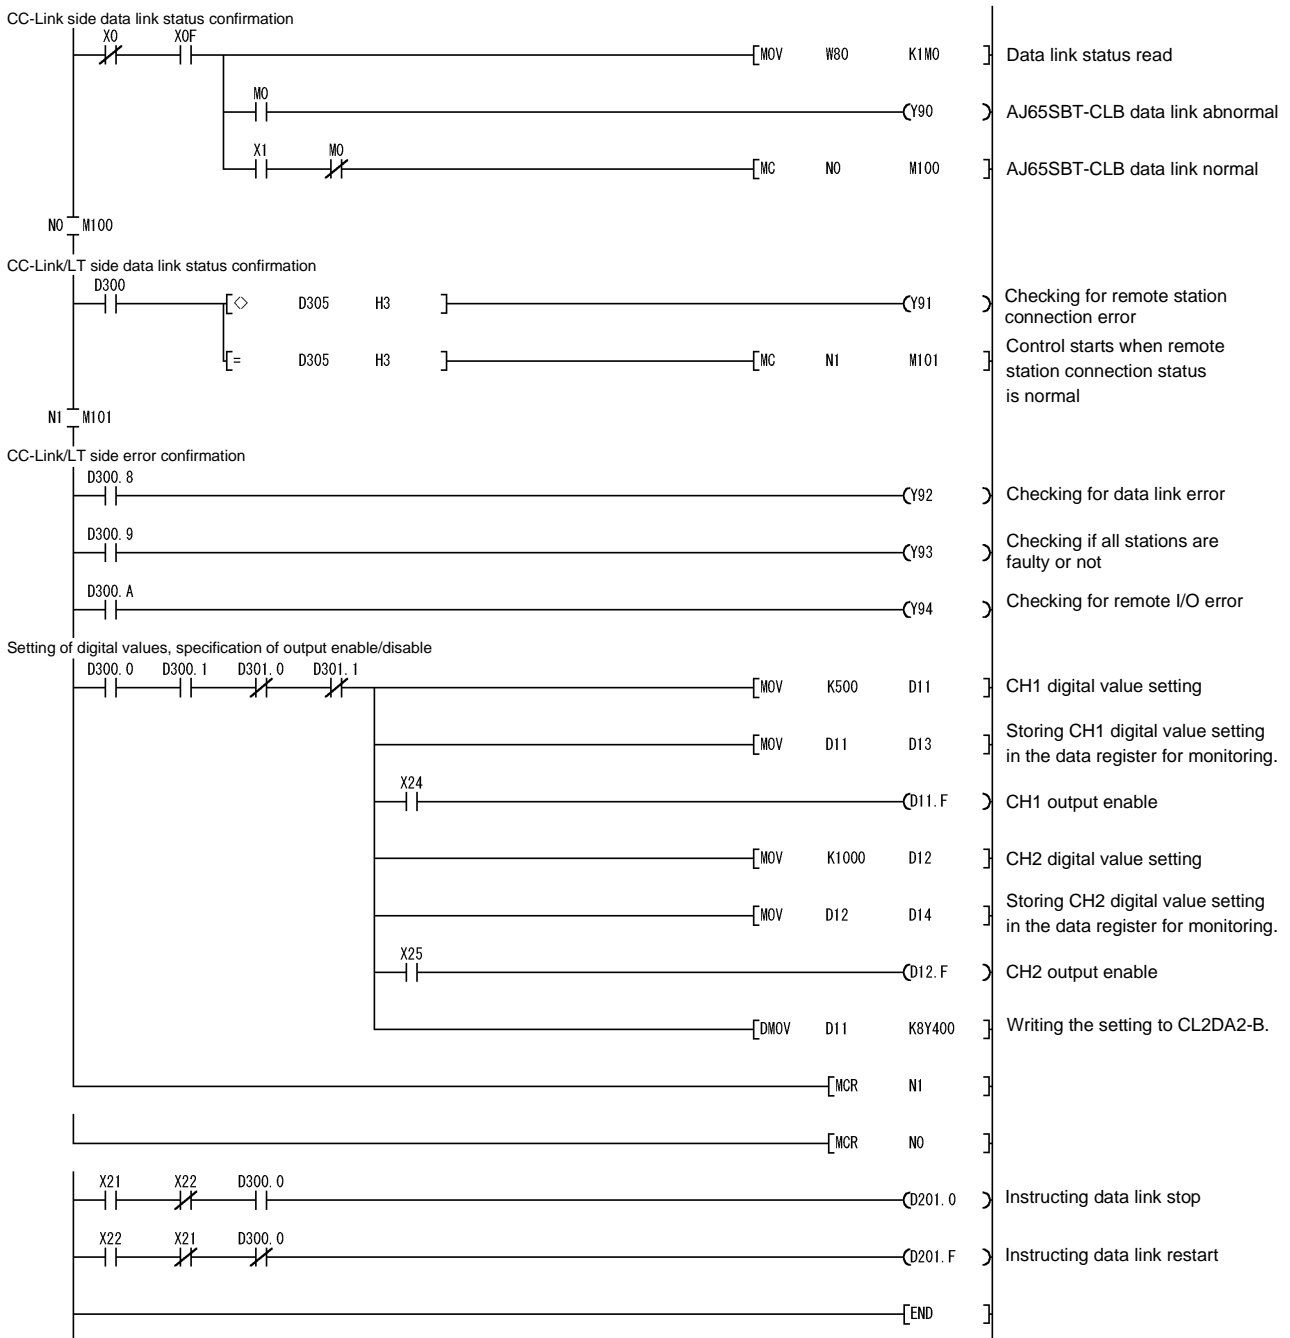 CC-Link side data link status confirmation
X0 X0F
MOV W80 K1M0 Data link status read
M0
Y90 AJ65SBT-CLB data link abnormal
X1 M0
MC N0 M100 AJ65SBT-CLB data link normal
N0 M100
CC-Link/LT side data link status confirmation
D300
<> D305 H3 Y91 Checking for remote station
connection error
= D305 H3 MC N1 M101 Control starts when remote
station connection status
is normal
N1 M101
CC-Link/LT side error confirmation
D300.8
Y92 Checking for data link error
D300.9
Y93 Checking if all stations are
faulty or not
D300.A
Y94 Checking for remote I/O error
Setting of digital values, specification of output enable/disable
D300.0 D300.1 D301.0 D301.1
MOV K500 D11 CH1 digital value setting
MOV D11 D13 Storing CH1 digital value setting
in the data register for monitoring.
X24
D11.F CH1 output enable
MOV K1000 D12 CH2 digital value setting
MOV D12 D14 Storing CH2 digital value setting
in the data register for monitoring.
X25
D12.F CH2 output enable
DMOV D11 K8Y400 Writing the setting to CL2DA2-B.
MCR N1
MCR N0
X21 X22 D300.0
D201.0 Instructing data link stop
X22 X21 D300.0
D201.F Instructing data link restart
END